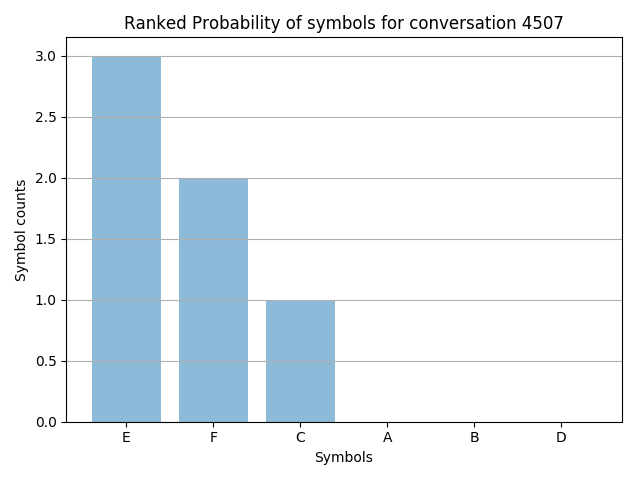 Ranked Probability of symbols for conversation 4507
3.0
2.5
2.0
1.5
1.0
0.5
0.0
Symbol counts
E F C A B D
Symbols